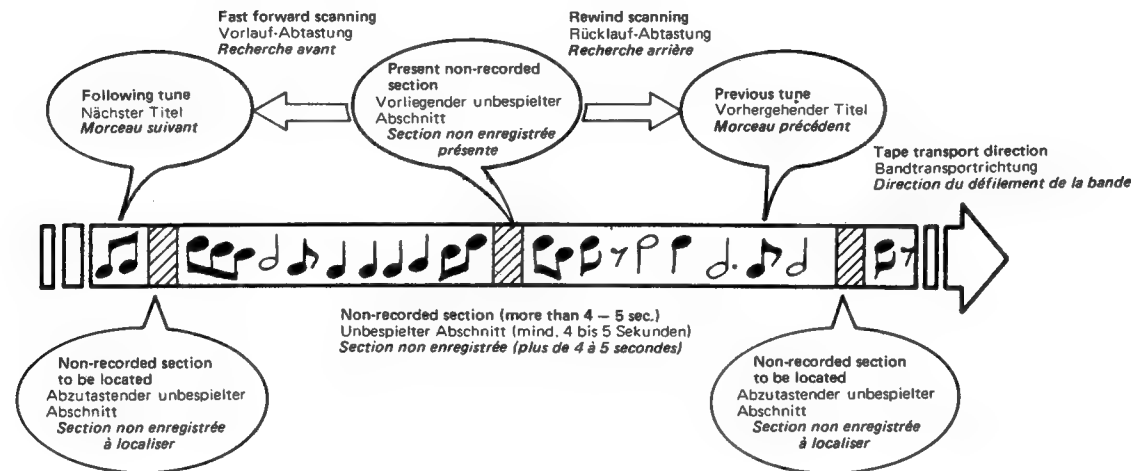 Fast forward scanning
Vorlauf-Abtastung
Recherche avant
Rewind scanning
Rücklauf-Abtastung
Recherche arrière
Following tune
Nächster Titel
Morceau suivant
Present non-recorded
section
Vorliegender unbespielter
Abschnitt
Section non enregistrée
présente
Previous tune
Vorhergehender Titel
Morceau précédent
Tape transport direction
Bandtransportrichtung
Direction du défilement de la bande
Non-recorded section (more than 4 – 5 sec.)
Unbespielter Abschnitt (mind. 4 bis 5 Sekunden)
Section non enregistrée (plus de 4 à 5 secondes)
Non-recorded section
to be located
Abzutastender unbespielter
Abschnitt
Section non enregistrée
à localiser
Non-recorded section
to be located
Abzutastender unbespielter
Abschnitt
Section non enregistrée
à localiser